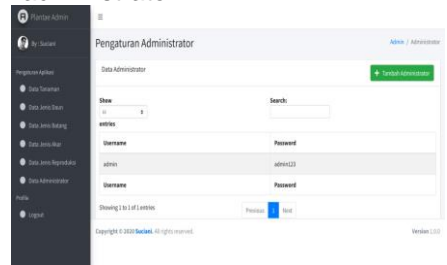 Plantae Admin
By : Suciani
Pengaturan Aplikasi
Data Tanaman
Data Jenis Daun
Data Jenis Batang
Data Jenis Akar
Data Jenis Reproduksi
Data Administrator
Profile
Logout
Pengaturan Administrator
Admin / Administrator
Data Administrator
+ Tambah Administrator
Show
entries
Search:
Username Password
admin admin123
Username Password
Showing 1 to 1 of 1 entries
Previous 1 Next
Copyright © 2020 Suciani. All rights reserved.
Version 1.0.0